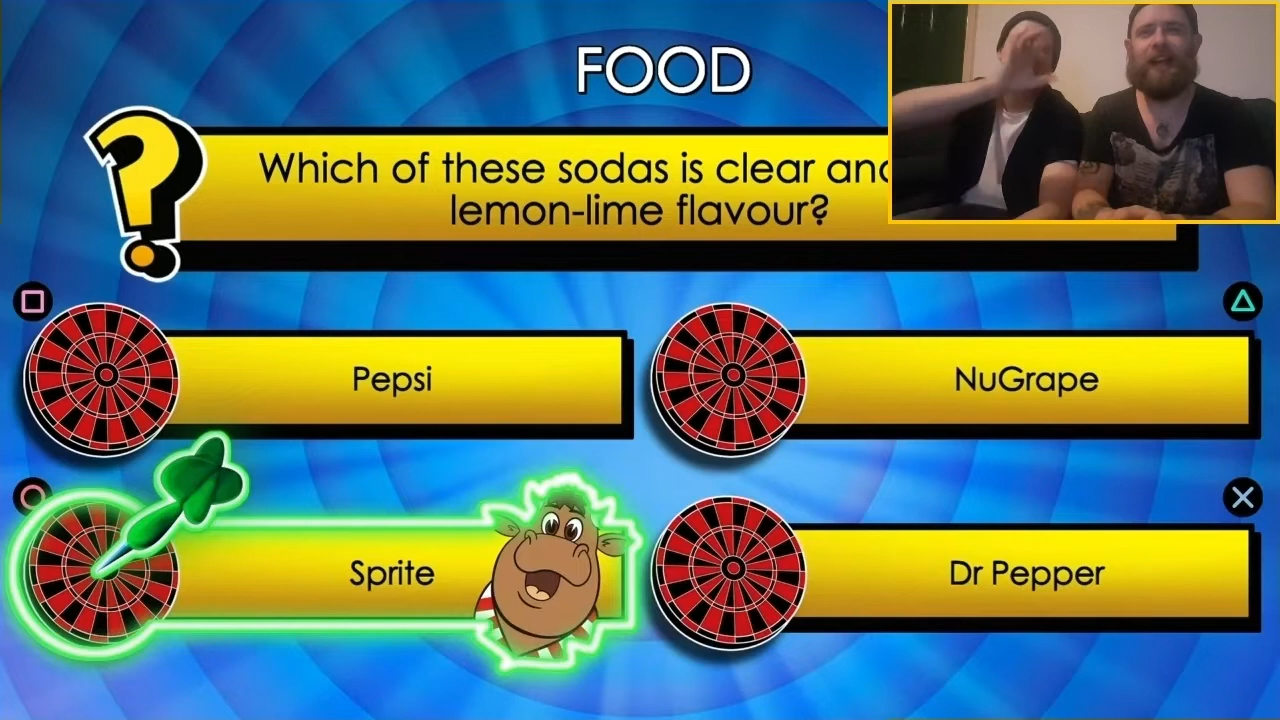 FOOD
Which of these sodas is clear and
lemon-lime flavour?
Pepsi
NuGrape
Sprite
Dr Pepper